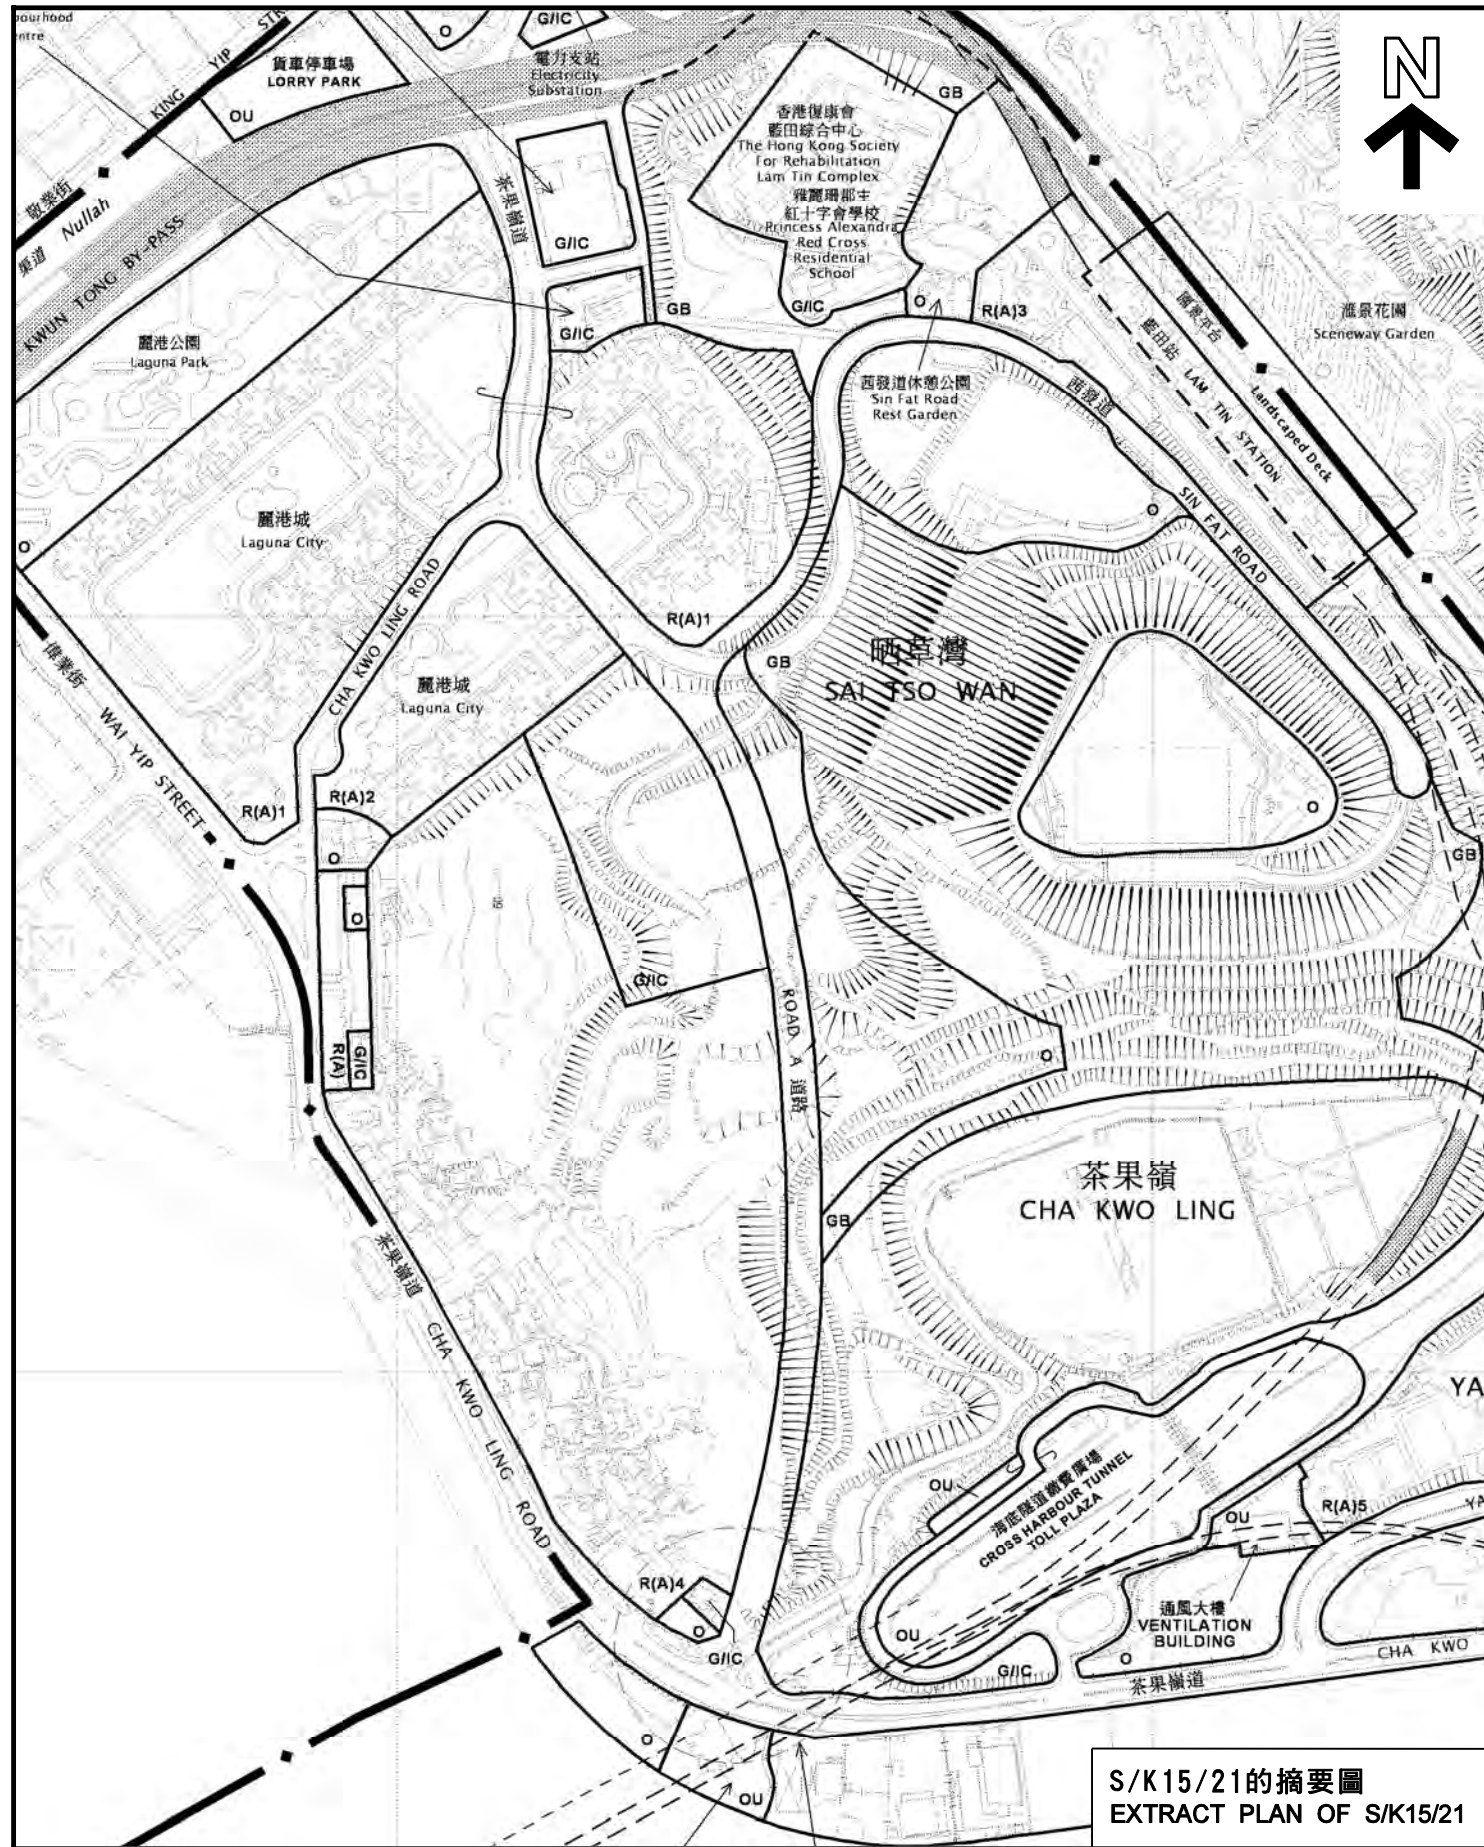 ourhood
entre
貨車停車場
LORRY PARK
OU
O
G/IC
電力支站
Electricity
Substation
KING YIP STR
敬業街
渠道 Nullah
KWUN TONG BY-PASS
茶果嶺道
G/IC
G/IC
GB
香港復康會
藍田綜合中心
The Hong Kong Society
For Rehabilitation
Lam Tin Complex
雅麗珊郡主
紅十字會學校
Princess Alexandra
Red Cross
Residential
School
G/IC
GB
N
O
R(A)3
茜發道休憩公園
Sin Fat Road
Rest Garden
茜發道
SIN FAT ROAD
藍田站 LAM TIN STATION
匯景平台
Landscaped Deck
滙景花園
Sceneway Garden
麗港公園
Laguna Park
O
麗港城
Laguna City
CHA KWO LING ROAD
麗港城
Laguna City
R(A)1
O
GB
晒草灣
SAI TSO WAN
偉業街
WAI YIP STREET
R(A)1
R(A)2
O
O
G/IC
R(A)
G/IC
60
O
GB
ROAD A 道路
O
GB
茶果嶺
CHA KWO LING
茶果嶺道
CHA KWO LING ROAD
YA
OU
海底隧道繳費廣場
CROSS HARBOUR TUNNEL
TOLL PLAZA
OU
R(A)5
YA
R(A)4
O
G/IC
OU
G/IC
通風大樓
VENTILATION
BUILDING
O
CHA KWO
茶果嶺道
O
OU
S/K15/21的摘要圖
EXTRACT PLAN OF S/K15/21